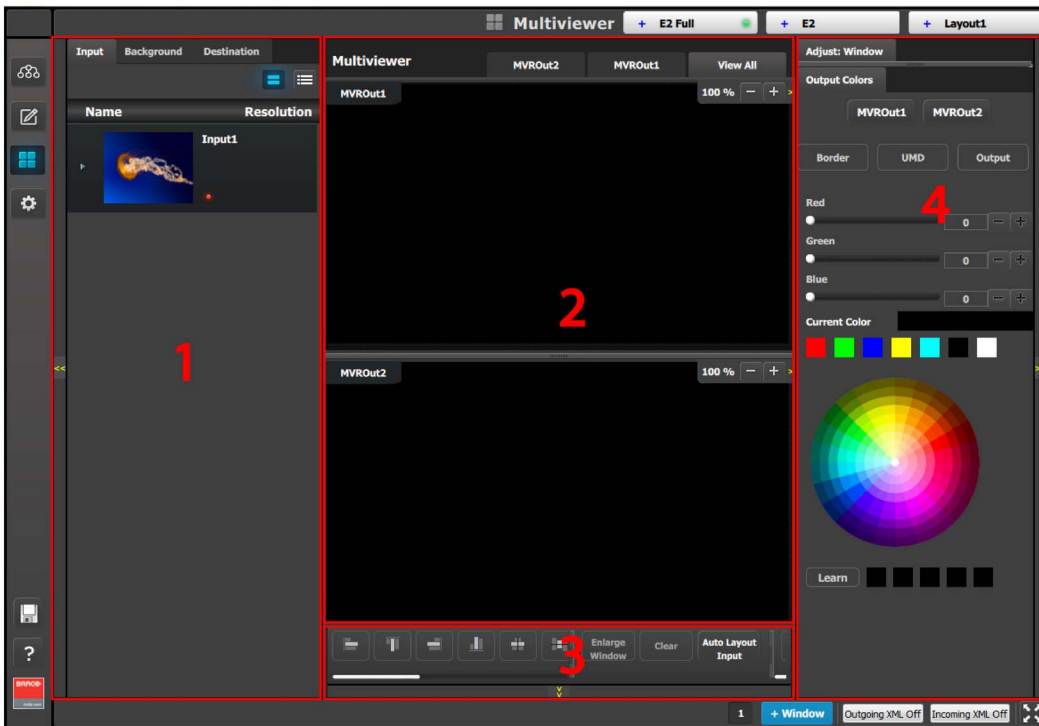 Multiviewer
+ E2 Full
+ E2
+ Layout1
Input
Background
Destination
Name
Resolution
Input1
1
<<
Multiviewer
MVROut2
MVROut1
View All
MVROut1
100 %
− +
2
MVROut2
100 %
− +
3
Enlarge Window
Clear
Auto Layout Input
Adjust: Window
Output Colors
MVROut1
MVROut2
Border
UMD
Output
4
Red
0
− +
Green
0
− +
Blue
0
− +
Current Color
Learn
?
BARCO
1
+ Window
Outgoing XML Off
Incoming XML Off